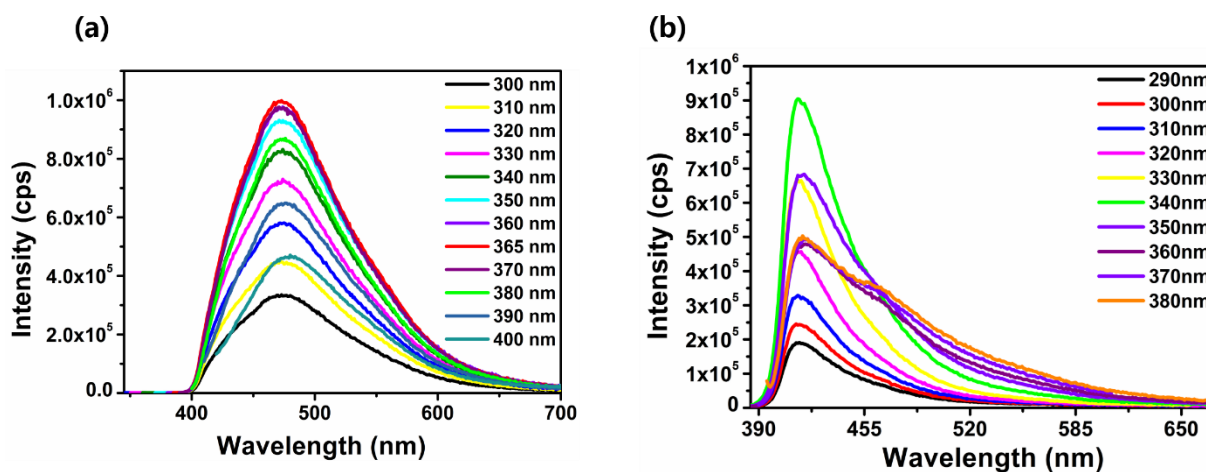 (a)
(b)
Intensity (cps)
1.0x10⁶
8.0x10⁵
6.0x10⁵
4.0x10⁵
2.0x10⁵
0.0
400
500
600
700
Wavelength (nm)
300 nm
310 nm
320 nm
330 nm
340 nm
350 nm
360 nm
365 nm
370 nm
380 nm
390 nm
400 nm
Intensity (cps)
1x10⁶
9x10⁵
8x10⁵
7x10⁵
6x10⁵
5x10⁵
4x10⁵
3x10⁵
2x10⁵
1x10⁵
0
390
455
520
585
650
Wavelength (nm)
290nm
300nm
310nm
320nm
330nm
340nm
350nm
360nm
370nm
380nm